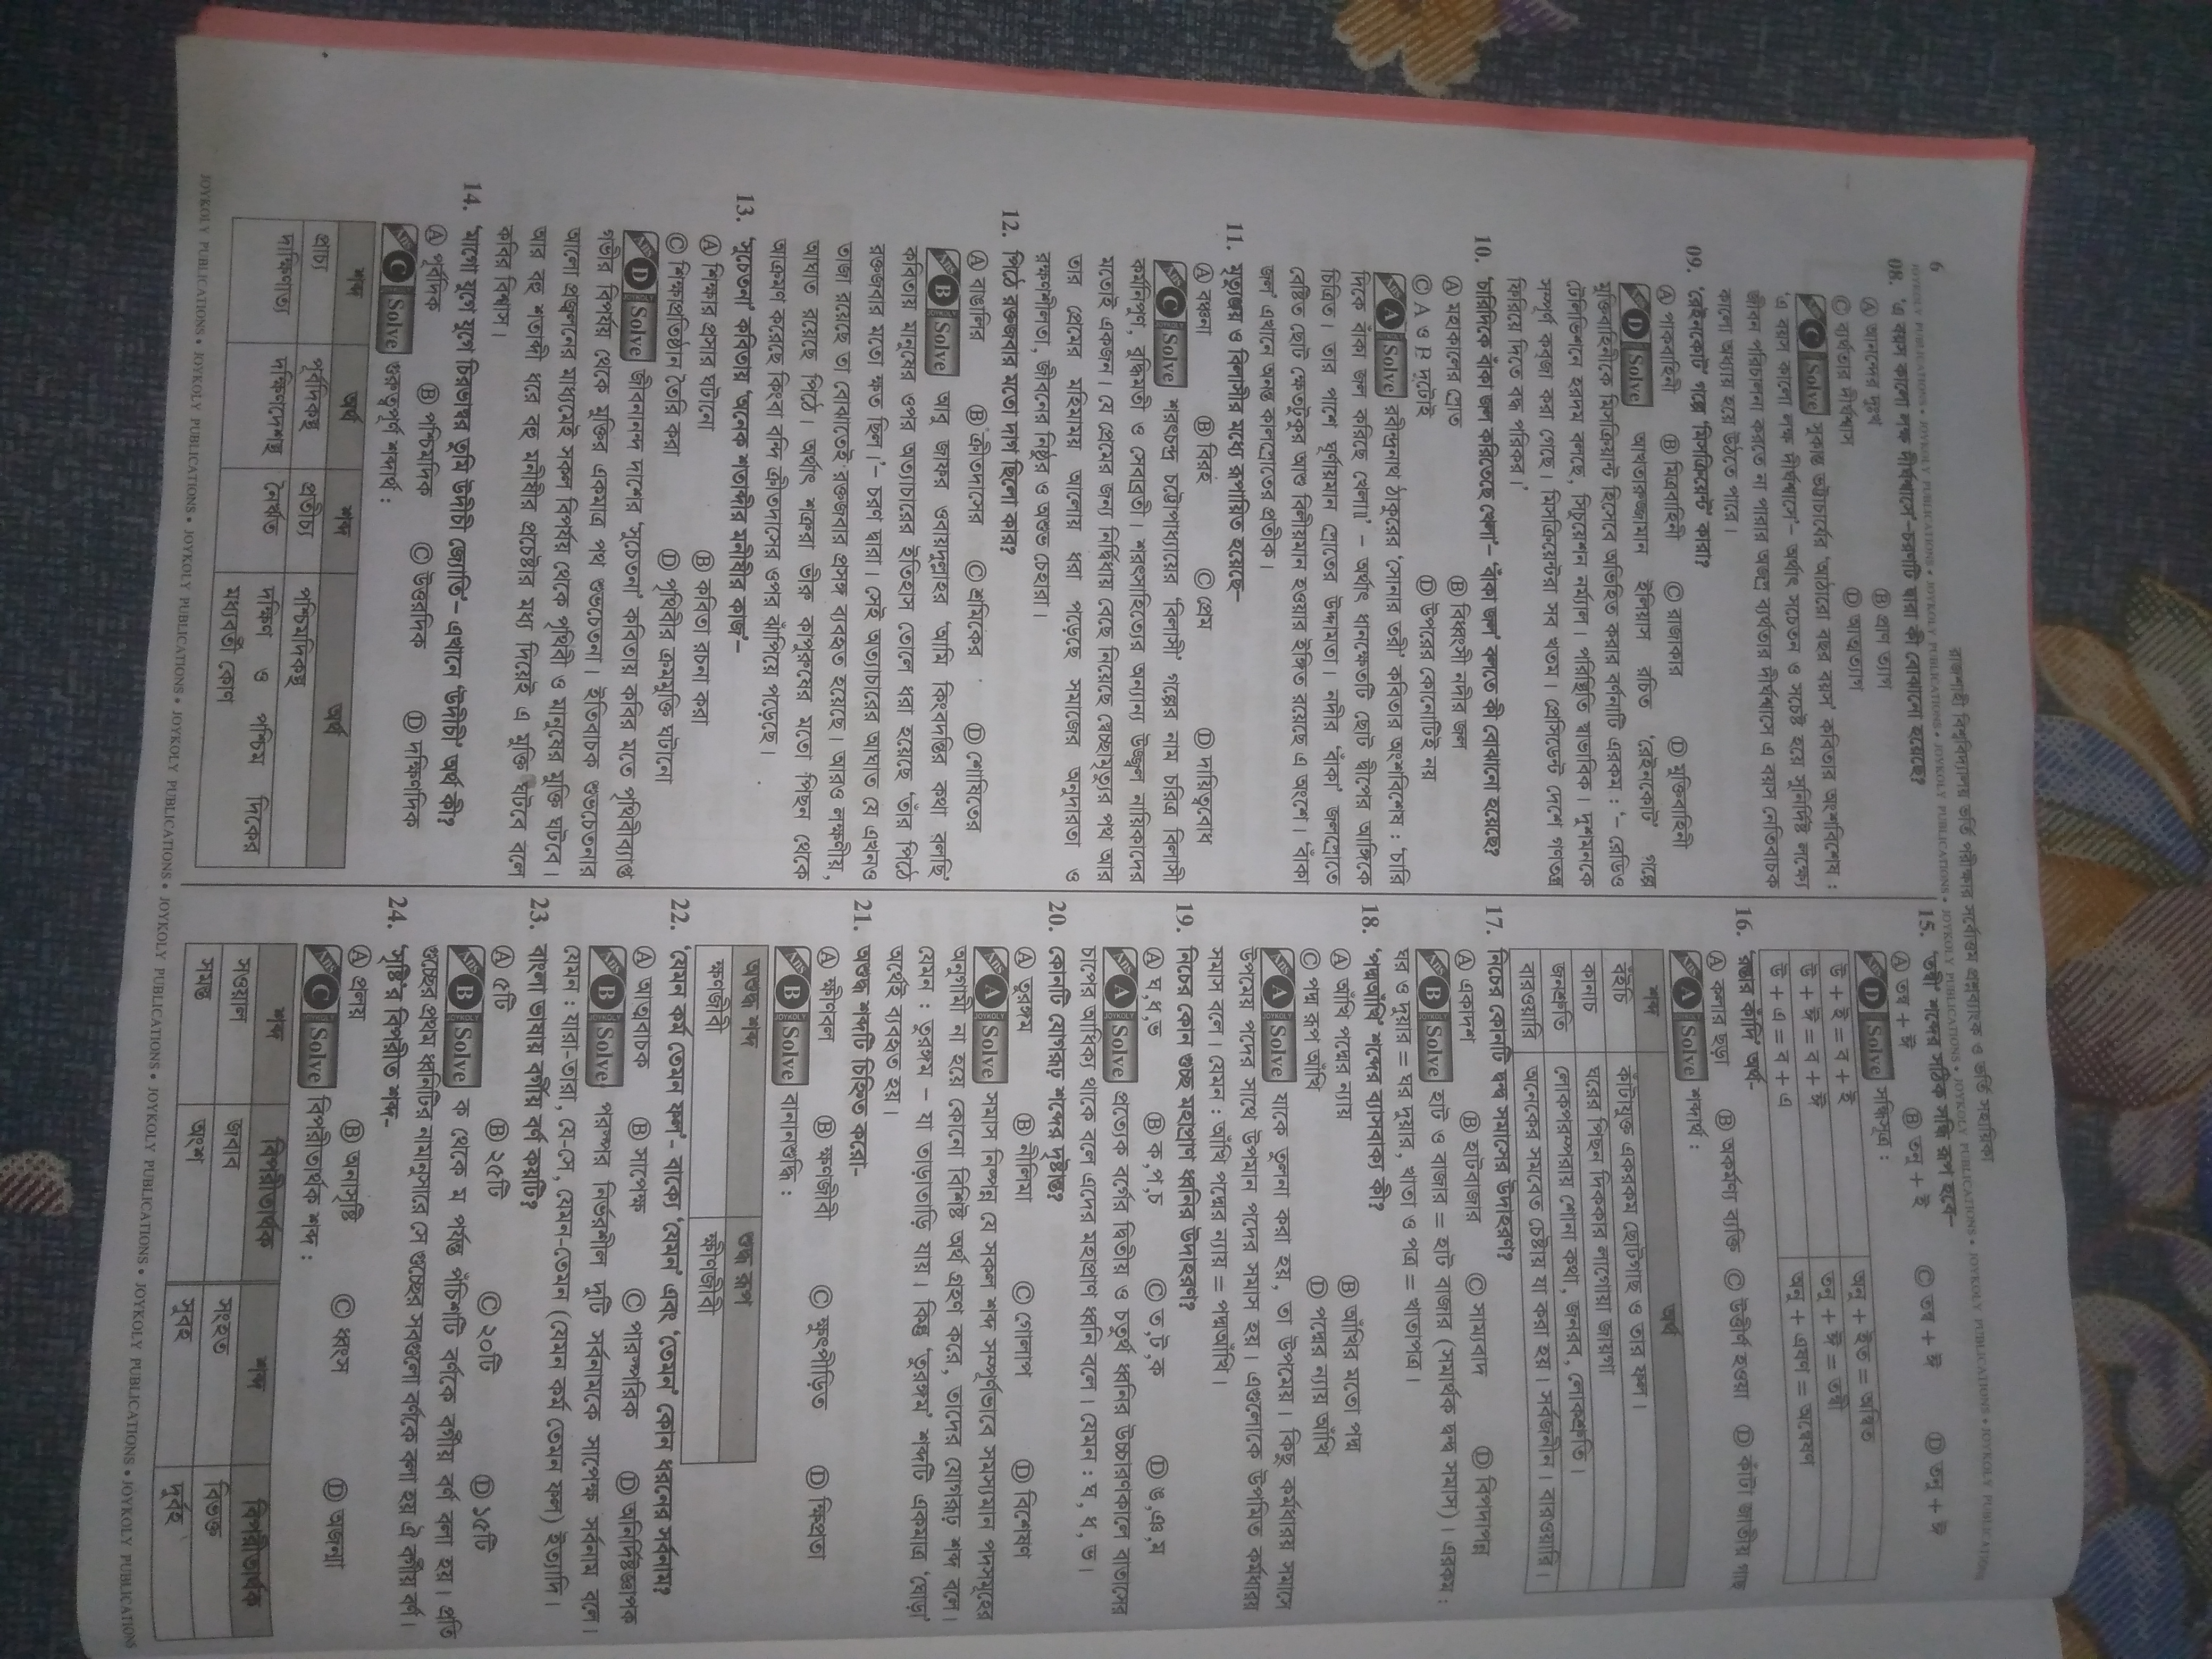 রাজশাহী বিশ্ববিদ্যালয় ভর্তি পরীক্ষার সর্বোত্তম প্রশ্নব্যাংক ও ভর্তি সহায়িকা
6
JOYKOLY PUBLICATIONS • JOYKOLY PUBLICATIONS • JOYKOLY PUBLICATIONS • JOYKOLY PUBLICATIONS • JOYKOLY PUBLICATIONS • JOYKOLY PUBLICATIONS • JOYKOLY PUBLICATIONS
08. 'এ বয়স কালো লক্ষ দীর্ঘশ্বাসে'–চরণটি দ্বারা কী বোঝানো হয়েছে?
Ⓐ আনন্দের দুঃখ Ⓑ প্রাণ ত্যাগ
Ⓒ ব্যর্থতার দীর্ঘশ্বাস Ⓓ আত্মত্যাগ
Ans C Solve সুকান্ত ভট্টাচার্যের 'আঠারো বছর বয়স' কবিতার অংশবিশেষ :
'এ বয়স কালো লক্ষ দীর্ঘশ্বাসে'– অর্থাৎ সচেতন ও সচেষ্ট হয়ে সুনির্দিষ্ট লক্ষ্যে
জীবন পরিচালনা করতে না পারার অজস্র ব্যর্থতার দীর্ঘশ্বাসে এ বয়স নেতিবাচক
কালো অধ্যায় হয়ে উঠতে পারে।
09. 'রেইনকোট' গল্পে 'মিসক্রিয়েন্ট' কারা?
Ⓐ পাকবাহিনী Ⓑ মিত্রবাহিনী Ⓒ রাজাকার Ⓓ মুক্তিবাহিনী
Ans D Solve আখতারুজ্জামান ইলিয়াস রচিত 'রেইনকোট' গল্পে
মুক্তিবাহিনীকে মিসক্রিয়ান্ট হিসেবে অভিহিত করার বর্ণনাটি এরকম : '– রেডিও
টেলিভিশনে হরদম বলছে, সিচুয়েশন নর্ম্যাল। পরিস্থিতি স্বাভাবিক। দুশমনকে
সম্পূর্ণ কব্জা করা গেছে। মিসক্রিয়েন্টরা সব খতম। প্রেসিডেন্ট দেশে গণতন্ত্র
ফিরিয়ে দিতে বদ্ধ পরিকর।'
10. 'চারিদিকে বাঁকা জল করিতেছে খেলা'– 'বাঁকা জল' বলতে কী বোঝানো হয়েছে?
Ⓐ মহাকালের স্রোত Ⓑ বিধ্বংসী নদীর জল
Ⓒ A ও B দুটোই Ⓓ উপরের কোনোটিই নয়
Ans A Solve রবীন্দ্রনাথ ঠাকুরের 'সোনার তরী' কবিতার অংশবিশেষ : 'চারি
দিকে বাঁকা জল করিছে খেলা॥' – অর্থাৎ ধানক্ষেতটি ছোট দ্বীপের আঙ্গিকে
চিত্রিত। তার পাশে ঘূর্ণায়মান স্রোতের উদ্দামতা। নদীর 'বাঁকা' জলস্রোতে
বেষ্টিত ছোট ক্ষেতটুকুর আশু বিলীয়মান হওয়ার ইঙ্গিত রয়েছে এ অংশে। 'বাঁকা
জল' এখানে অনন্ত কালস্রোতের প্রতীক।
11. মৃত্যুঞ্জয় ও বিলাসীর মধ্যে রূপায়িত হয়েছে–
Ⓐ বঞ্চনা Ⓑ বিরহ Ⓒ প্রেম Ⓓ দায়িত্ববোধ
Ans C Solve শরৎচন্দ্র চট্টোপাধ্যায়ের 'বিলাসী' গল্পের নাম চরিত্র বিলাসী
কর্মনিপুণ, বুদ্ধিমতী ও সেবাব্রতী। শরৎসাহিত্যের অন্যান্য উজ্জ্বল নায়িকাদের
মতোই একজন। যে প্রেমের জন্য নির্দ্বিধায় বেছে নিয়েছে স্বেচ্ছামৃত্যুর পথ আর
তার প্রেমের মহিমাময় আলোয় ধরা পড়েছে সমাজের অনুদারতা ও
রক্ষণশীলতা, জীবনের নিষ্ঠুর ও অশুভ চেহারা।
12. পিঠে রক্তজবার মতো দাগ ছিলো কার?
Ⓐ বাঙালির Ⓑ ক্রীতদাসের Ⓒ শ্রমিকের Ⓓ শোষিতের
Ans B Solve আবু জাফর ওবায়দুল্লাহর 'আমি কিংবদন্তির কথা বলছি'
কবিতায় মানুষের ওপর অত্যাচারের ইতিহাস তোলে ধরা হয়েছে 'তাঁর পিঠে
রক্তজবার মতো ক্ষত ছিল।'– চরণ দ্বারা। সেই অত্যাচারের আঘাত যে এখনও
তাজা রয়েছে তা বোঝাতেই রক্তজবার প্রসঙ্গ ব্যবহৃত হয়েছে। আরও লক্ষণীয়,
আঘাত রয়েছে পিঠে। অর্থাৎ শত্রুরা ভীরু কাপুরুষের মতো পিছন থেকে
আক্রমণ করেছে কিংবা বন্দি ক্রীতদাসের ওপর ঝাঁপিয়ে পড়েছে।
13. 'সুচেতনা' কবিতায় 'অনেক শতাব্দীর মনীষীর কাজ'–
Ⓐ শিক্ষার প্রসার ঘটানো Ⓑ কবিতা রচনা করা
Ⓒ শিক্ষাপ্রতিষ্ঠান তৈরি করা Ⓓ পৃথিবীর ক্রমমুক্তি ঘটানো
Ans D Solve জীবনানন্দ দাশের 'সুচেতনা' কবিতায় কবির মতে পৃথিবীব্যাপ্ত
গভীর বিপর্যয় থেকে মুক্তির একমাত্র পথ শুভচেতনা। ইতিবাচক শুভচেতনার
আলো প্রজ্বলনের মাধ্যমেই সকল বিপর্যয় থেকে পৃথিবী ও মানুষের মুক্তি ঘটবে।
আর বহু শতাব্দী ধরে বহু মনীষীর প্রচেষ্টার মধ্য দিয়েই এ মুক্তি ঘটবে বলে
কবির বিশ্বাস।
14. 'মাগো যুগে যুগে চিরভাস্বর তুমি উদীচী জ্যোতি'– এখানে 'উদীচী' অর্থ কী?
Ⓐ পূর্বদিক Ⓑ পশ্চিমদিক Ⓒ উত্তরদিক Ⓓ দক্ষিণদিক
Ans C Solve গুরুত্বপূর্ণ শব্দার্থ :
শব্দ অর্থ শব্দ অর্থ
প্রাচ্য পূর্বদিকস্থ প্রতীচ্য পশ্চিমদিকস্থ
দাক্ষিণাত্য দক্ষিণদেশস্থ নৈর্ঋত দক্ষিণ ও পশ্চিম দিকের
মধ্যবর্তী কোণ
15. 'তন্বী' শব্দের সঠিক সন্ধি রূপ হবে–
Ⓐ তন্ব + ঈ Ⓑ তনু + ই Ⓒ তন্ব + ঈ Ⓓ তনু + ঈ
Ans D Solve সন্ধিসূত্র :
উ + ই = ব + ই অনু + ইত = অন্বিত
উ + ঈ = ব + ঈ তনু + ঈ = তন্বী
উ + এ = ব + এ অনু + এষণ = অন্বেষণ
16. 'রম্ভার কাঁদি' অর্থ-
Ⓐ কলার ছড়া Ⓑ অকর্মণ্য ব্যক্তি Ⓒ উত্তীর্ণ হওয়া Ⓓ কাঁটা জাতীয় গাছ
Ans A Solve শব্দার্থ :
শব্দ অর্থ
বঁইচি কাঁটাযুক্ত একরকম ছোটগাছ ও তার ফল।
কানাচ ঘরের পিছন দিককার লাগোয়া জায়গা
জনশ্রুতি লোকপরম্পরায় শোনা কথা, জনরব, লোকশ্রুতি।
বারওয়ারি অনেকের সমবেত চেষ্টায় যা করা হয়। সর্বজনীন। বারওয়ারি।
17. নিচের কোনটি দ্বন্দ্ব সমাসের উদাহরণ?
Ⓐ একাদশ Ⓑ হাটবাজার Ⓒ সাম্যবাদ Ⓓ বিপদাপন্ন
Ans B Solve হাট ও বাজার = হাট বাজার (সমার্থক দ্বন্দ্ব সমাস)। এরকম :
ঘর ও দুয়ার = ঘর দুয়ার, খাতা ও পত্র = খাতাপত্র।
18. 'পদ্মআঁখি' শব্দের ব্যাসবাক্য কী?
Ⓐ আঁখি পদ্মের ন্যায় Ⓑ আঁখির মতো পদ্ম
Ⓒ পদ্ম রূপ আঁখি Ⓓ পদ্মের ন্যায় আঁখি
Ans A Solve যাকে তুলনা করা হয়, তা উপমেয়। কিছু কর্মধারয় সমাসে
উপমেয় পদের সাথে উপমান পদের সমাস হয়। এগুলোকে উপমিত কর্মধারয়
সমাস বলে। যেমন : আঁখি পদ্মের ন্যায় = পদ্মআঁখি।
19. নিচের কোন গুচ্ছ মহাপ্রাণ ধ্বনির উদাহরণ?
Ⓐ ঘ,ধ,ভ Ⓑ ক,প,চ Ⓒ ত,ট,ক Ⓓ ঙ,ঞ,ম
Ans A Solve প্রত্যেক বর্গের দ্বিতীয় ও চতুর্থ ধ্বনির উচ্চারণকালে বাতাসের
চাপের আধিক্য থাকে বলে এদের মহাপ্রাণ ধ্বনি বলে। যেমন : ঘ, ধ, ভ।
20. কোনটি যোগরূঢ় শব্দের দৃষ্টান্ত?
Ⓐ তুরঙ্গম Ⓑ নীলিমা Ⓒ গোলাপ Ⓓ বিশেষণ
Ans A Solve সমাস নিষ্পন্ন যে সকল শব্দ সম্পূর্ণভাবে সমস্যমান পদসমূহের
অনুগামী না হয়ে কোনো বিশিষ্ট অর্থ গ্রহণ করে, তাদের যোগরূঢ় শব্দ বলে।
যেমন : তুরঙ্গম – যা তাড়াতাড়ি যায়। কিন্তু 'তুরঙ্গম' শব্দটি একমাত্র 'ঘোড়া'
অর্থেই ব্যবহৃত হয়।
21. অশুদ্ধ শব্দটি চিহ্নিত করো-
Ⓐ ক্ষীণবল Ⓑ ক্ষণজীবী Ⓒ ক্ষুৎপীড়িত Ⓓ ক্ষিপ্রতা
Ans B Solve বানানশুদ্ধি :
অশুদ্ধ শব্দ শুদ্ধ রূপ
ক্ষণজীবী ক্ষীণজীবী
22. 'যেমন কর্ম তেমন ফল'- বাক্যে 'যেমন' এবং 'তেমন' কোন ধরনের সর্বনাম?
Ⓐ আত্মবাচক Ⓑ সাপেক্ষ Ⓒ পারস্পরিক Ⓓ অনির্দিষ্টজ্ঞাপক
Ans B Solve পরস্পর নির্ভরশীল দুটি সর্বনামকে সাপেক্ষ সর্বনাম বলে।
যেমন : যারা-তারা, যে-সে, যেমন-তেমন (যেমন কর্ম তেমন ফল) ইত্যাদি।
23. বাংলা ভাষায় বর্গীয় বর্ণ কয়টি?
Ⓐ ৫টি Ⓑ ২৫টি Ⓒ ২০টি Ⓓ ১৫টি
Ans B Solve ক থেকে ম পর্যন্ত পঁচিশটি বর্ণকে বর্গীয় বর্ণ বলা হয়। প্রতি
গুচ্ছের প্রথম ধ্বনিটির নামানুসারে সে গুচ্ছের সবগুলো বর্ণকে বলা হয় ঐ বর্গীয় বর্ণ।
24. 'সৃষ্টি'র বিপরীত শব্দ-
Ⓐ প্রলয় Ⓑ অনাসৃষ্টি Ⓒ ধ্বংস Ⓓ অজন্মা
Ans C Solve বিপরীতার্থক শব্দ :
শব্দ বিপরীতার্থক শব্দ বিপরীতার্থক
সওয়াল জবাব সংহত বিভক্ত
সমস্ত অংশ সুবহ দুর্বহ
JOYKOLY PUBLICATIONS • JOYKOLY PUBLICATIONS • JOYKOLY PUBLICATIONS • JOYKOLY PUBLICATIONS • JOYKOLY PUBLICATIONS • JOYKOLY PUBLICATIONS • JOYKOLY PUBLICATIONS • JOYKOLY PUBLICATIONS